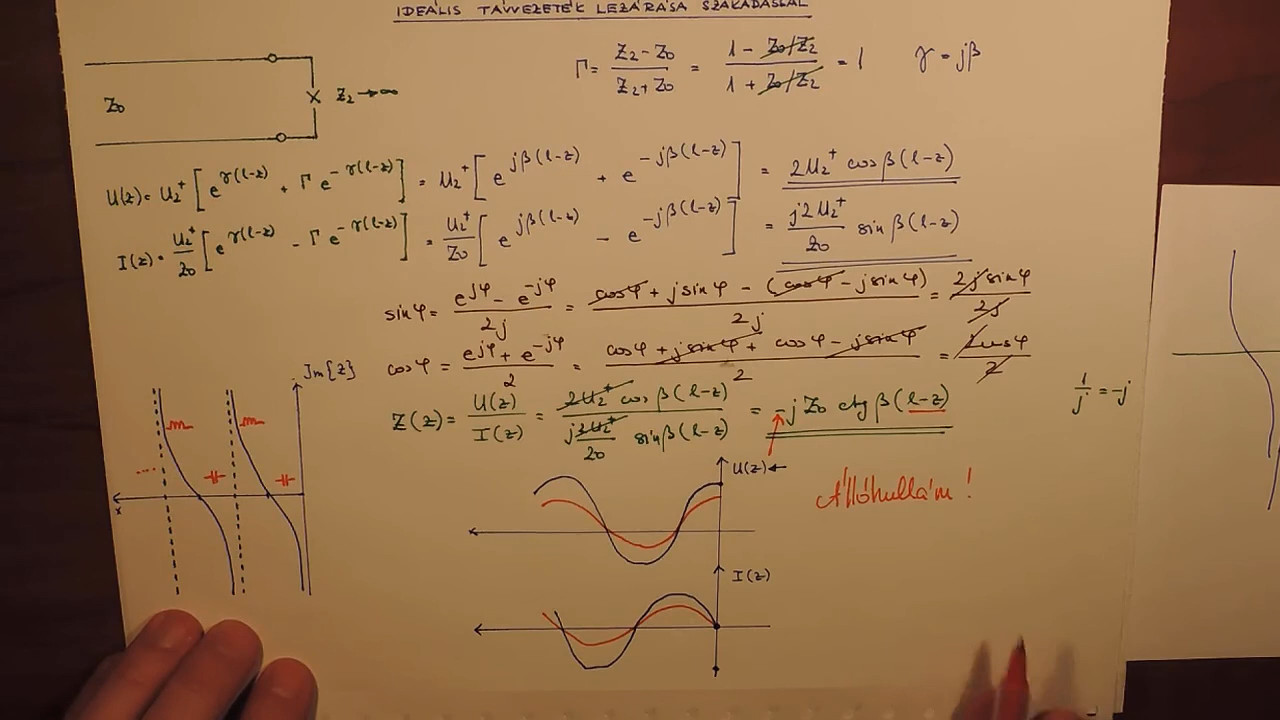 IDEÁLIS TÁVVEZETÉK LEZÁRÁSA SZAKADÁSSAL
Γ = (Z₂ - Z₀)/(Z₂ + Z₀) = (1 - Z₀/Z₂)/(1 + Z₀/Z₂) = 1    γ = jβ
Z₀    Z₂ → ∞
U(z) = U₂⁺ [e^γ(l-z) + Γ e^-γ(l-z)] = U₂⁺ [e^jβ(l-z) + e^-jβ(l-z)] = 2U₂⁺ cos β(l-z)
I(z) = U₂⁺/Z₀ [e^γ(l-z) - Γ e^-γ(l-z)] = U₂⁺/Z₀ [e^jβ(l-z) - e^-jβ(l-z)] = j2U₂⁺/Z₀ sin β(l-z)
sin φ = (e^jφ - e^-jφ)/2j = (cos φ + j sin φ - (cos φ - j sin φ))/2j = 2j sin φ/2j
cos φ = (e^jφ + e^-jφ)/2 = (cos φ + j sin φ + cos φ - j sin φ)/2 = 2cos φ/2
Jm{z}
Z(z) = U(z)/I(z) = 2U₂⁺ cos β(l-z)/(j2U₂⁺/Z₀ sin β(l-z)) = -j Z₀ ctg β(l-z)    1/j = -j
U(z)
Állóhullám!
x
x
I(z)